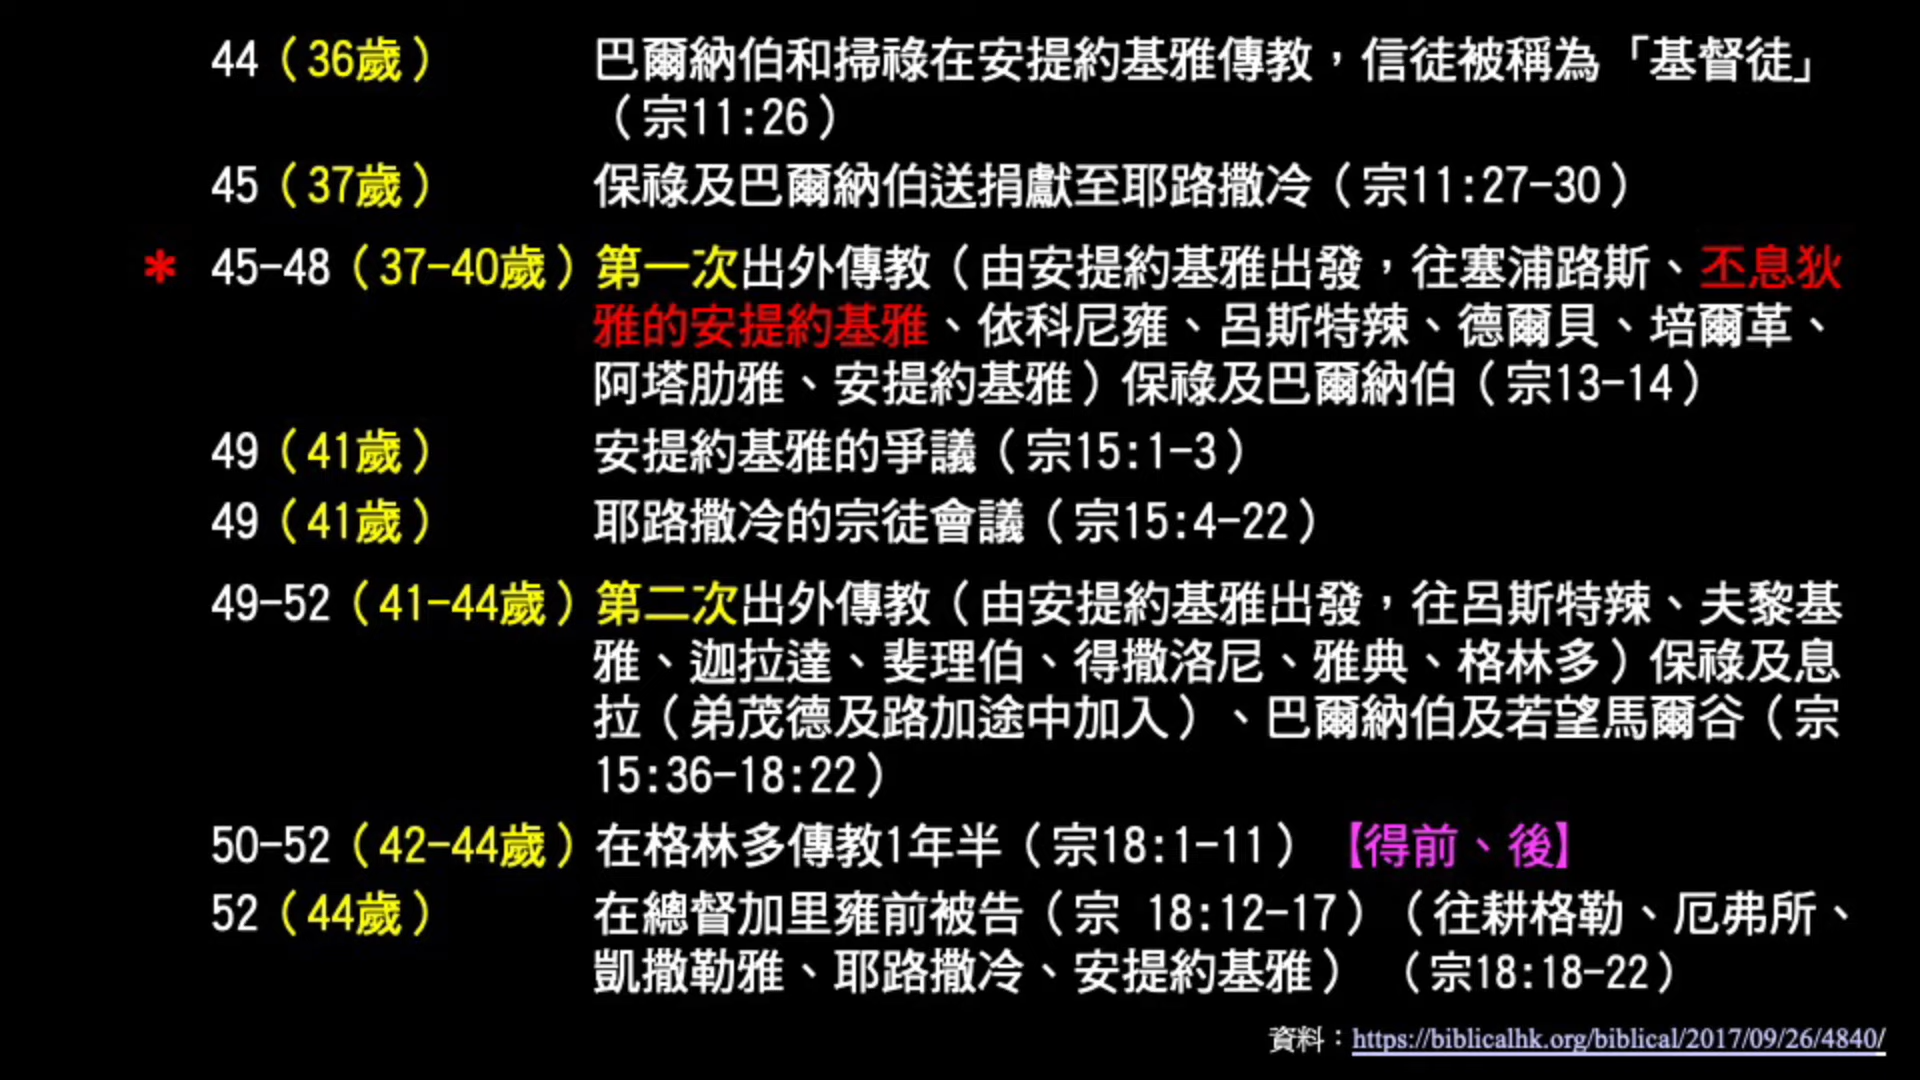 44（36歲） 巴爾納伯和掃祿在安提約基雅傳教，信徒被稱為「基督徒」
（宗11:26）
45（37歲） 保祿及巴爾納伯送捐獻至耶路撒冷（宗11:27-30）
* 45-48（37-40歲）第一次出外傳教（由安提約基雅出發，往塞浦路斯、丕息狄
雅的安提約基雅、依科尼雍、呂斯特辣、德爾貝、培爾革、
阿塔肋雅、安提約基雅）保祿及巴爾納伯（宗13-14）
49（41歲） 安提約基雅的爭議（宗15:1-3）
49（41歲） 耶路撒冷的宗徒會議（宗15:4-22）
49-52（41-44歲）第二次出外傳教（由安提約基雅出發，往呂斯特辣、夫黎基
雅、迦拉達、斐理伯、得撒洛尼、雅典、格林多）保祿及息
拉（弟茂德及路加途中加入）、巴爾納伯及若望馬爾谷（宗
15:36-18:22）
50-52（42-44歲）在格林多傳教1年半（宗18:1-11）【得前、後】
52（44歲） 在總督加里雍前被告（宗 18:12-17）（往耕格勒、厄弗所、
凱撒勒雅、耶路撒冷、安提約基雅） （宗18:18-22）
資料：https://biblicalhk.org/biblical/2017/09/26/4840/